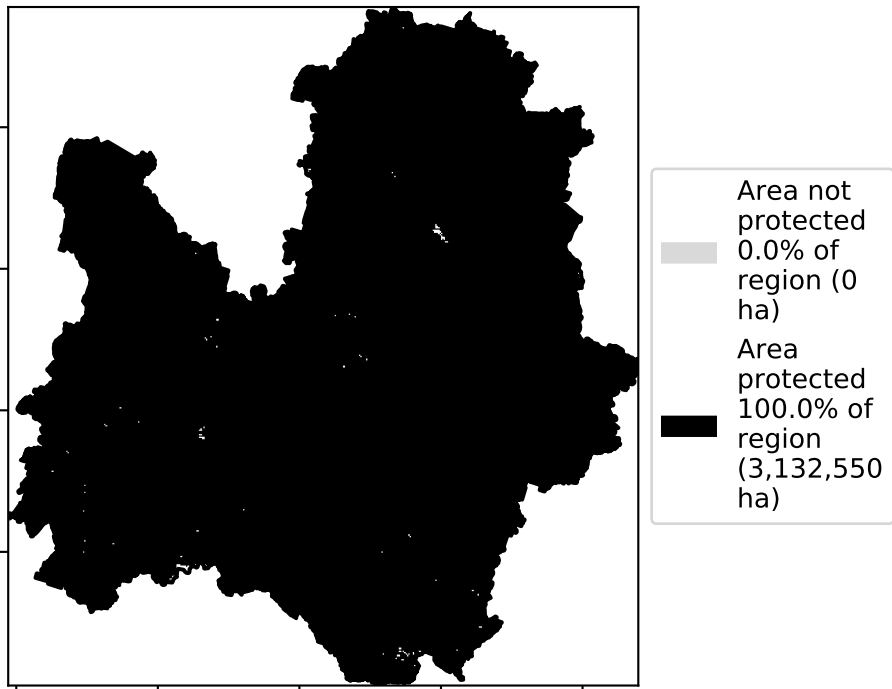 Area not
protected
0.0% of
region (0
ha)
Area
protected
100.0% of
region
(3,132,550
ha)